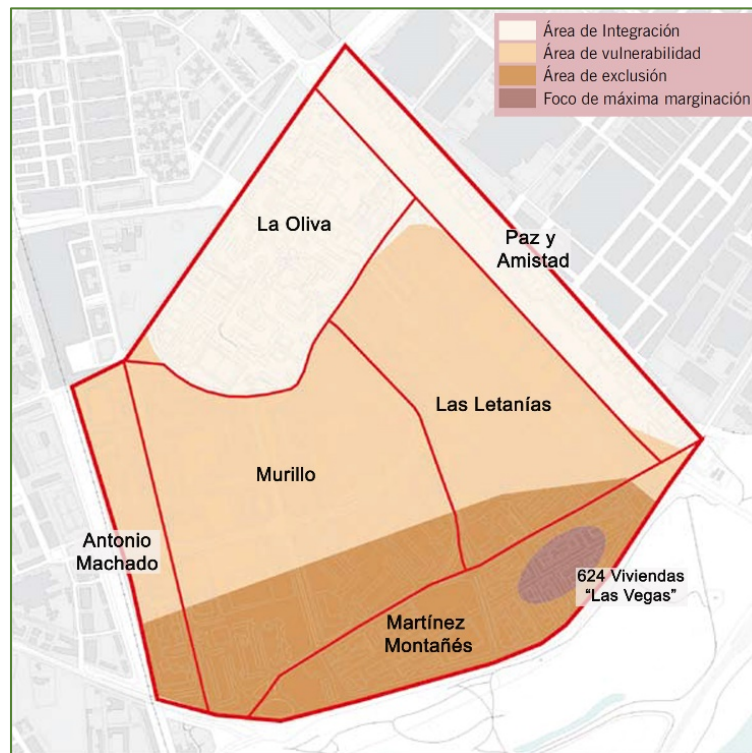 Área de Integración
Área de vulnerabilidad
Área de exclusión
Foco de máxima marginación
La Oliva
Paz y
Amistad
Las Letanías
Murillo
Antonio
Machado
624 Viviendas
"Las Vegas"
Martínez
Montañés